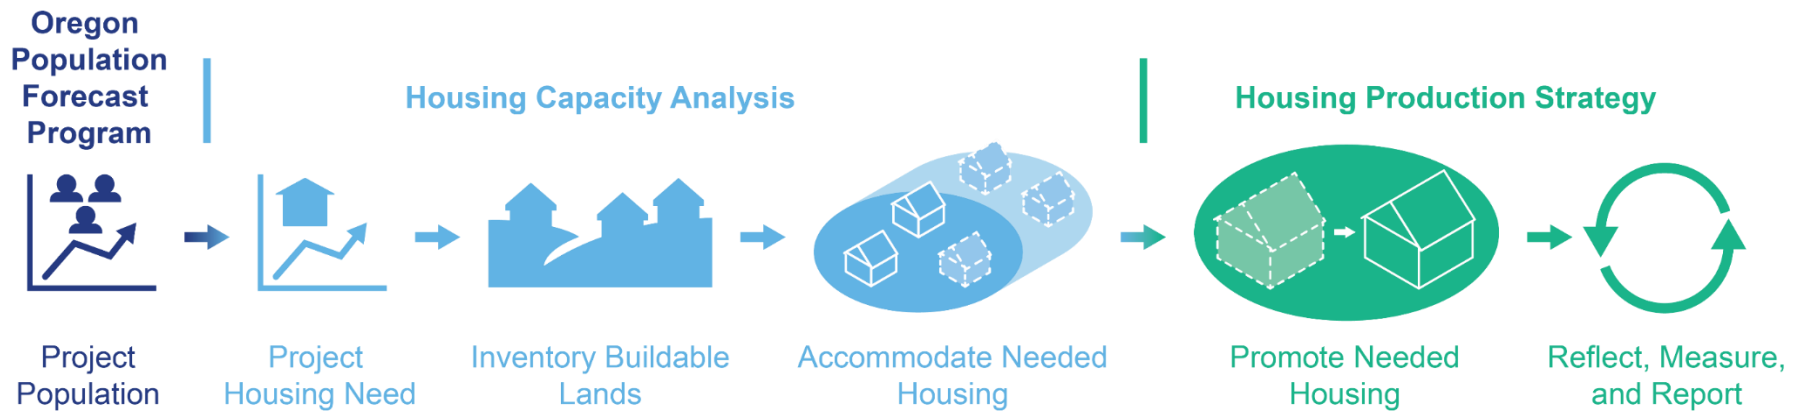 Oregon
Population
Forecast
Program
Housing Capacity Analysis
Housing Production Strategy
Project
Population
Project
Housing Need
Inventory Buildable
Lands
Accommodate Needed
Housing
Promote Needed
Housing
Reflect, Measure,
and Report